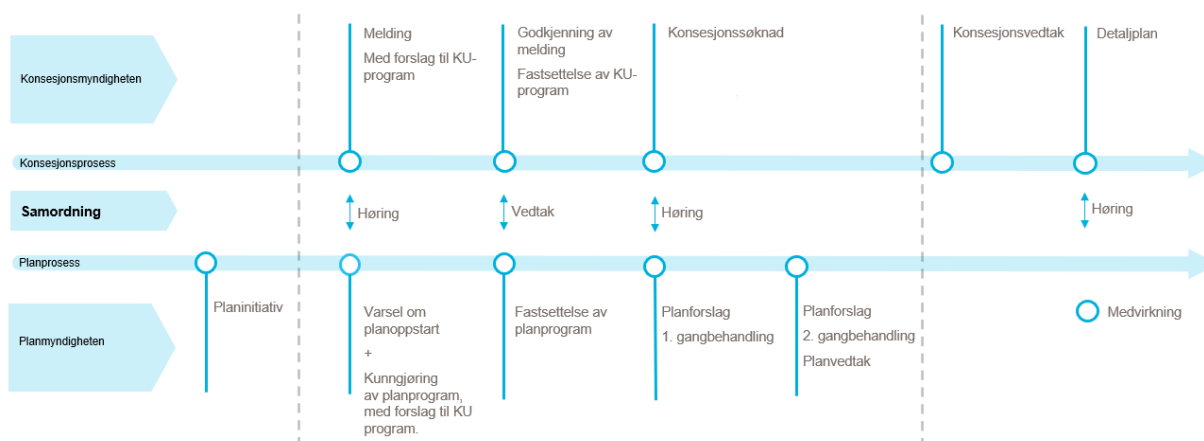 Konsesjonsmyndigheten
Melding
Med forslag til KU-
program
Godkjenning av
melding
Fastsettelse av KU-
program
Konsesjonssøknad
Konsesjonsvedtak
Detaljplan
Konsesjonsprosess
Samordning
Høring
Vedtak
Høring
Høring
Planprosess
Planmyndigheten
Planinitiativ
Varsel om
planoppstart
+
Kunngjøring
av planprogram,
med forslag til KU
program.
Fastsettelse av
planprogram
Planforslag
1. gangbehandling
Planforslag
2. gangbehandling
Planvedtak
Medvirkning